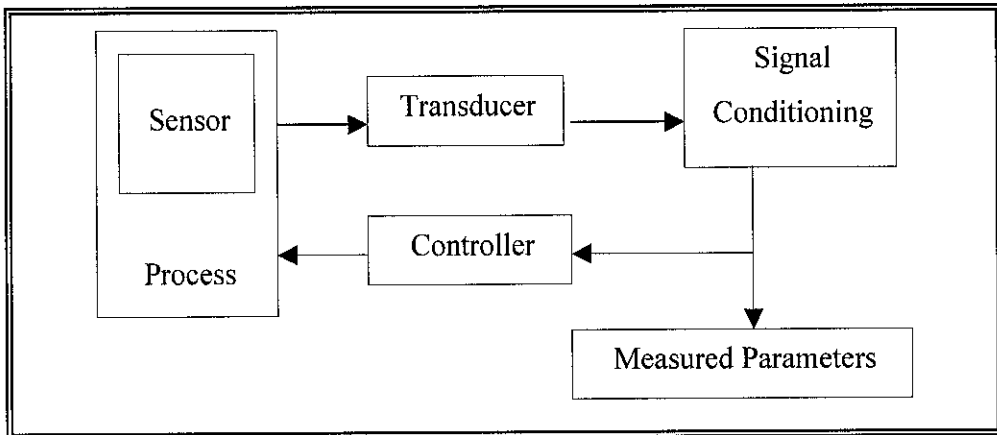 Sensor
Process
Transducer
Signal
Conditioning
Controller
Measured Parameters